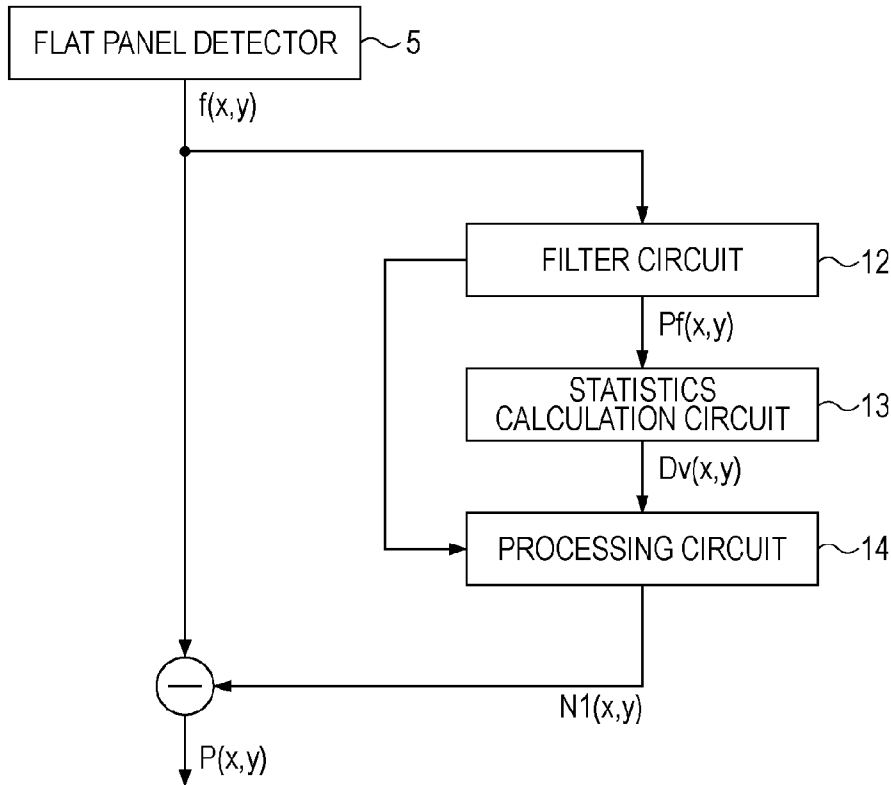 FLAT PANEL DETECTOR
5
f(x,y)
FILTER CIRCUIT
12
Pf(x,y)
STATISTICS
CALCULATION CIRCUIT
13
Dv(x,y)
PROCESSING CIRCUIT
14
N1(x,y)
P(x,y)